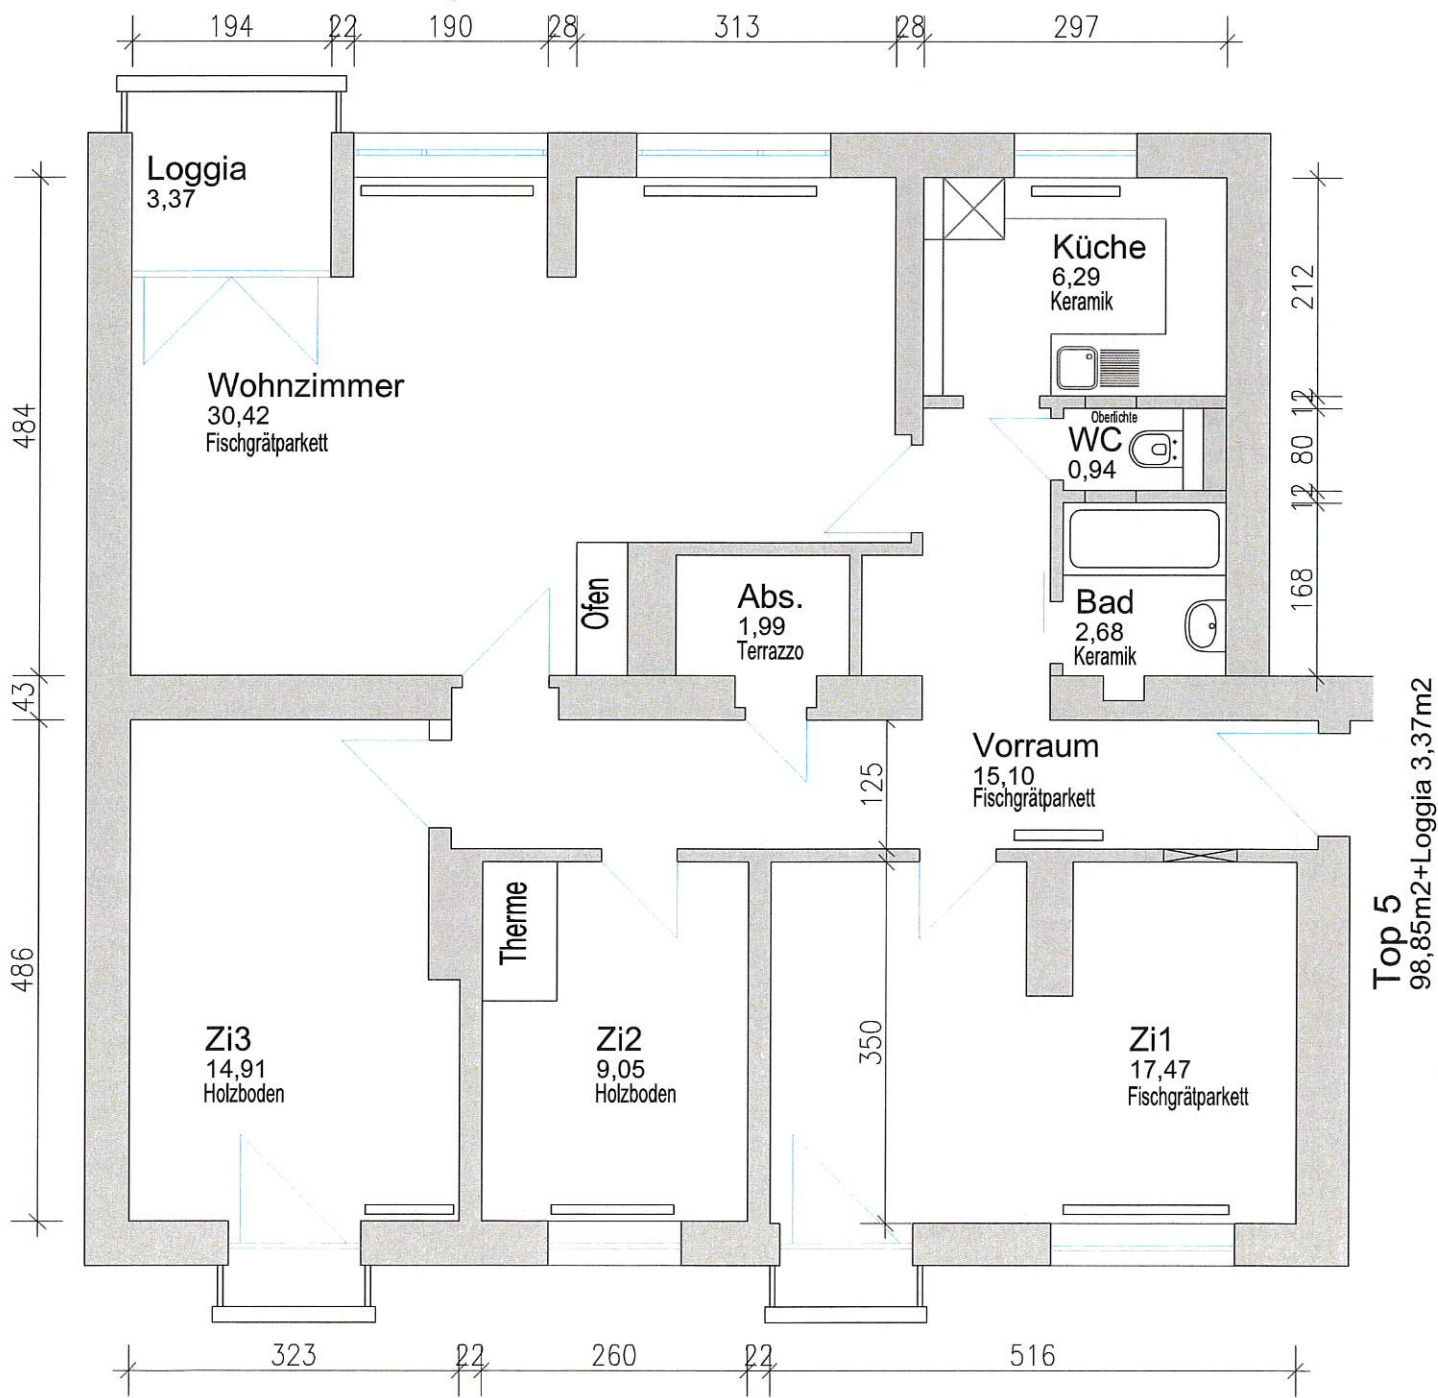 194 22 190 28 313 28 297
Loggia
3,37
Küche
6,29
Keramik
212
Wohnzimmer
30,42
Fischgrätparkett
484
12
Oberlichte
WC
0,94
80
12
Ofen
Abs.
1,99
Terrazzo
Bad
2,68
Keramik
168
43
Vorraum
15,10
Fischgrätparkett
125
Top 5
98,85m2+Loggia 3,37m2
Therme
486
350
Zi3
14,91
Holzboden
Zi2
9,05
Holzboden
Zi1
17,47
Fischgrätparkett
323 22 260 22 516